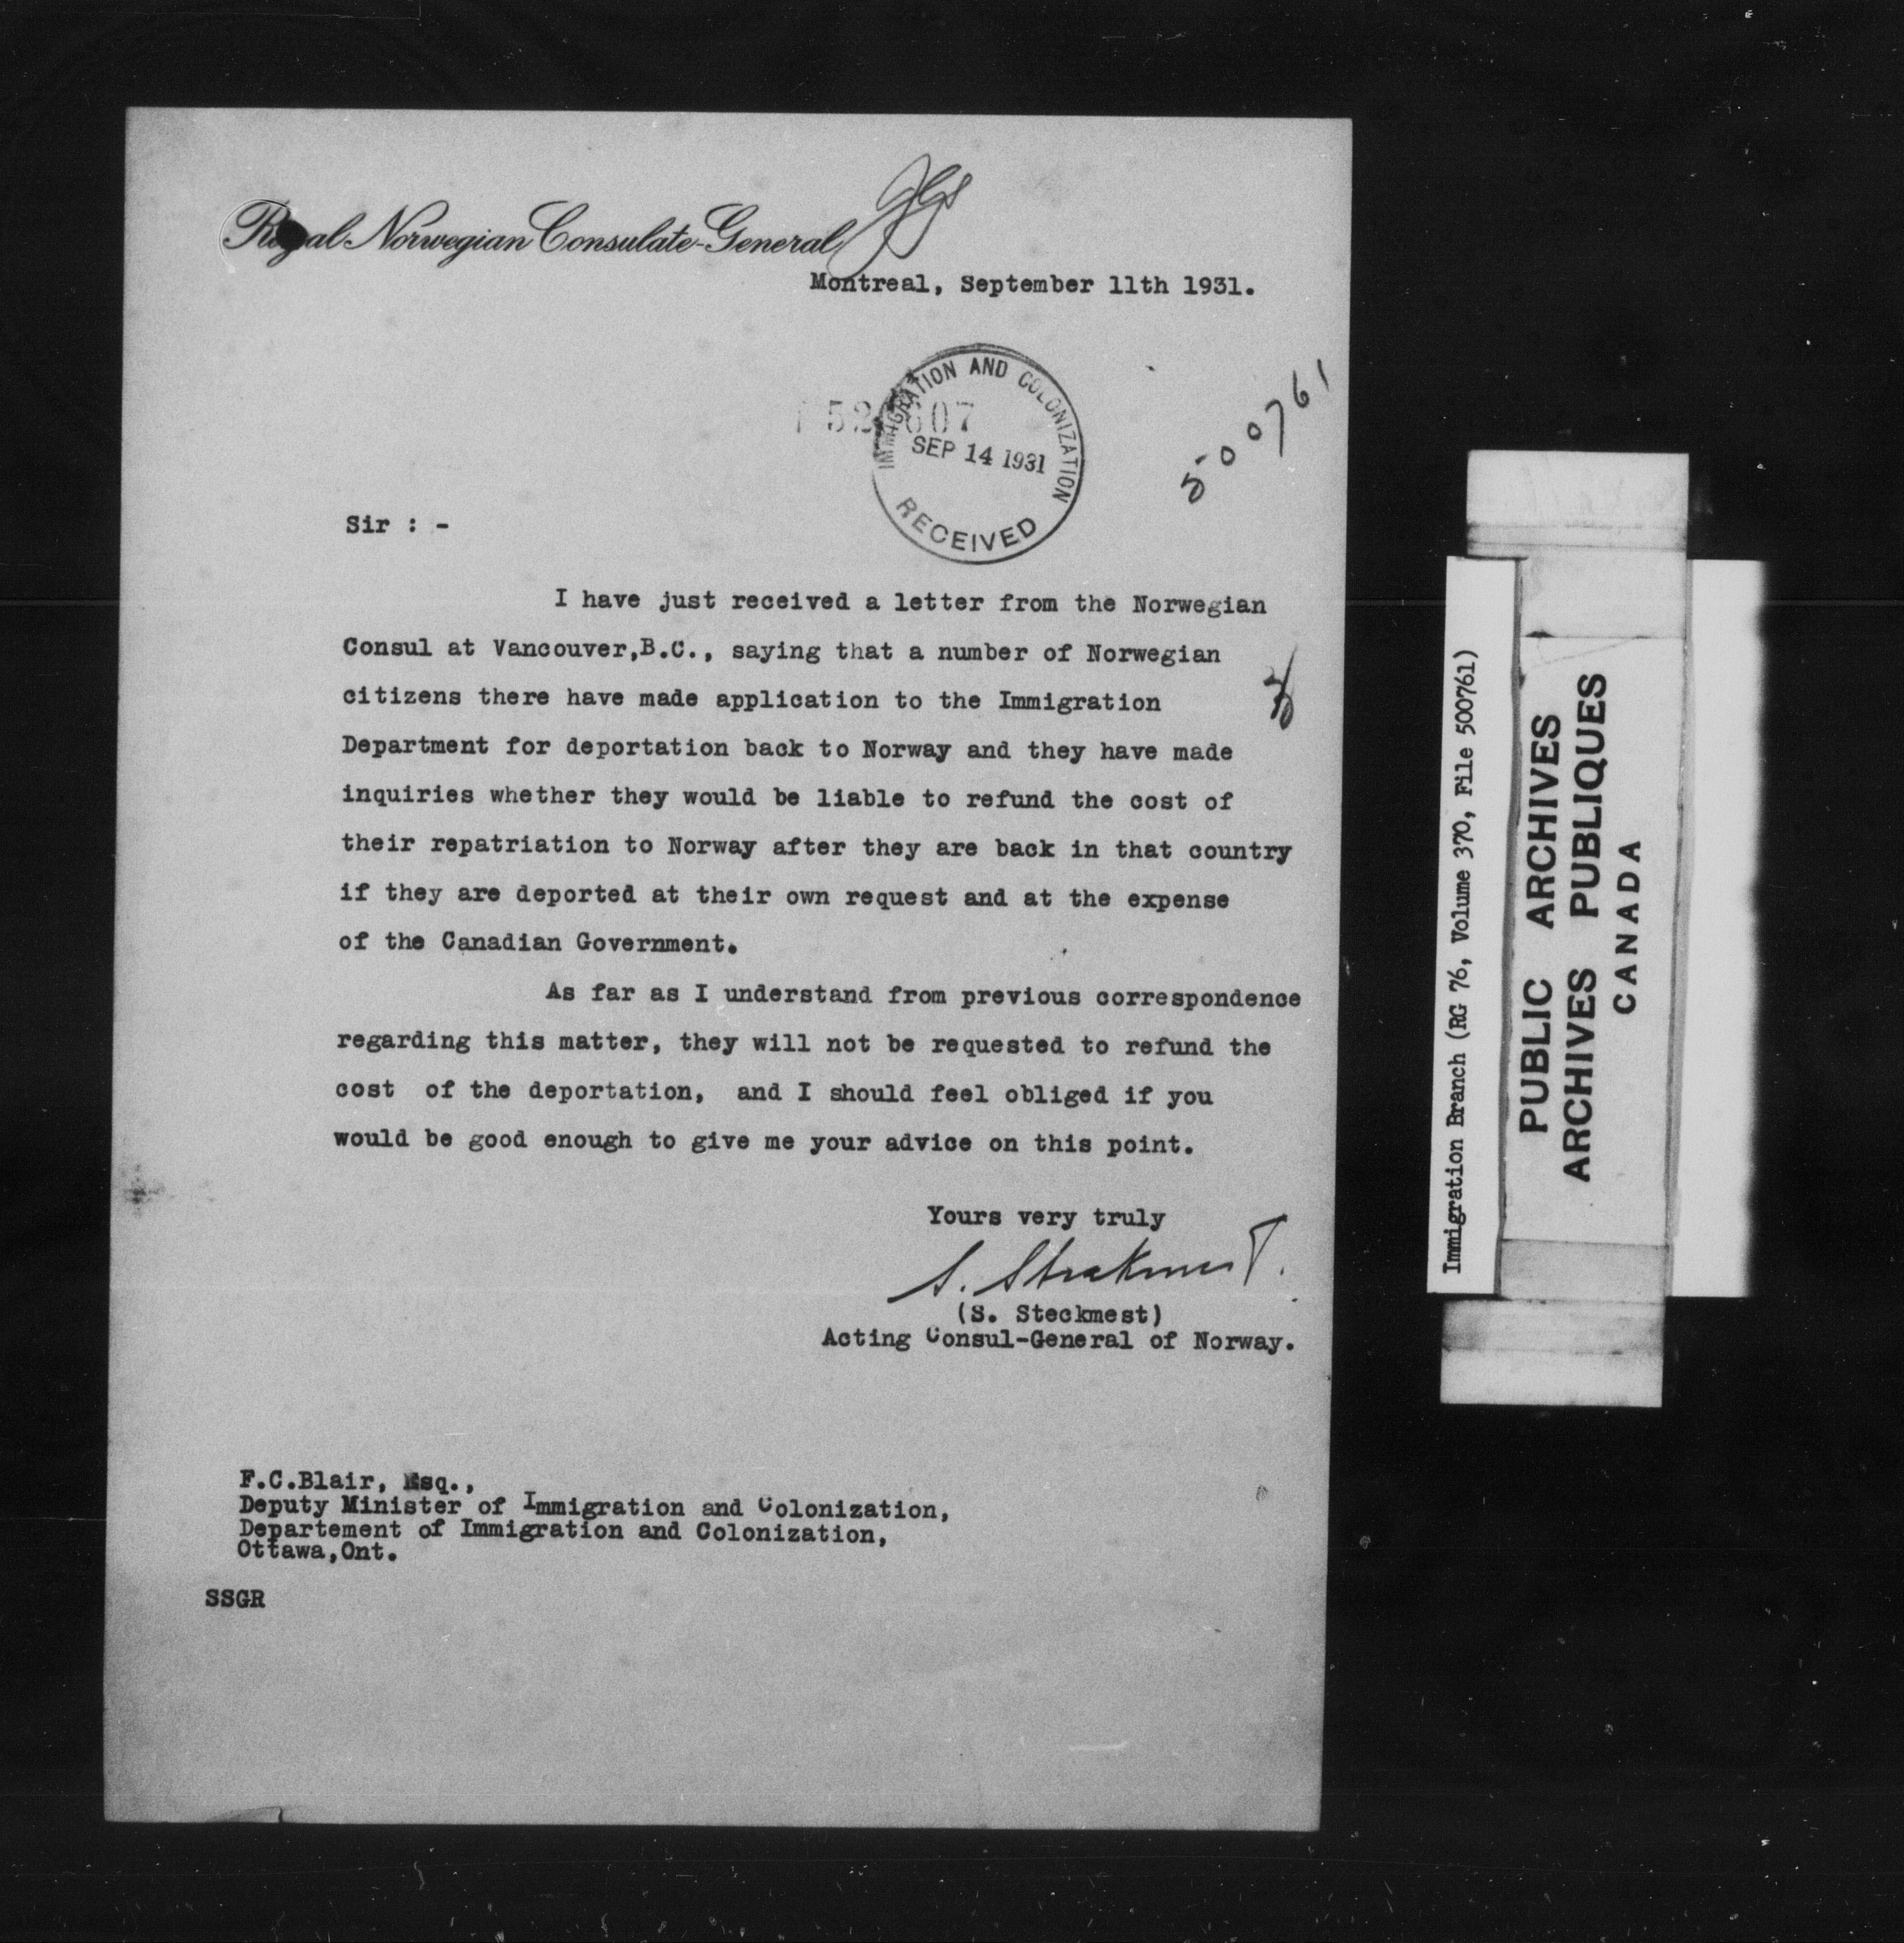 Royal Norwegian Consulate-General
Montreal, September 11th 1931.
IMMIGRATION AND COLONIZATION
SEP 14 1931
RECEIVED
500761
Sir : -
I have just received a letter from the Norwegian
Consul at Vancouver,B.C., saying that a number of Norwegian
citizens there have made application to the Immigration
Department for deportation back to Norway and they have made
inquiries whether they would be liable to refund the cost of
their repatriation to Norway after they are back in that country
if they are deported at their own request and at the expense
of the Canadian Government.
As far as I understand from previous correspondence
regarding this matter, they will not be requested to refund the
cost of the deportation, and I should feel obliged if you
would be good enough to give me your advice on this point.
Yours very truly
S. Steckmest.
(S. Steckmest)
Acting Consul-General of Norway.
F.C.Blair, Esq.,
Deputy Minister of Immigration and Colonization,
Departement of Immigration and Colonization,
Ottawa,Ont.
SSGR
Immigration Branch (RG 76, Volume 370, File 500761)
PUBLIC ARCHIVES
ARCHIVES PUBLIQUES
CANADA